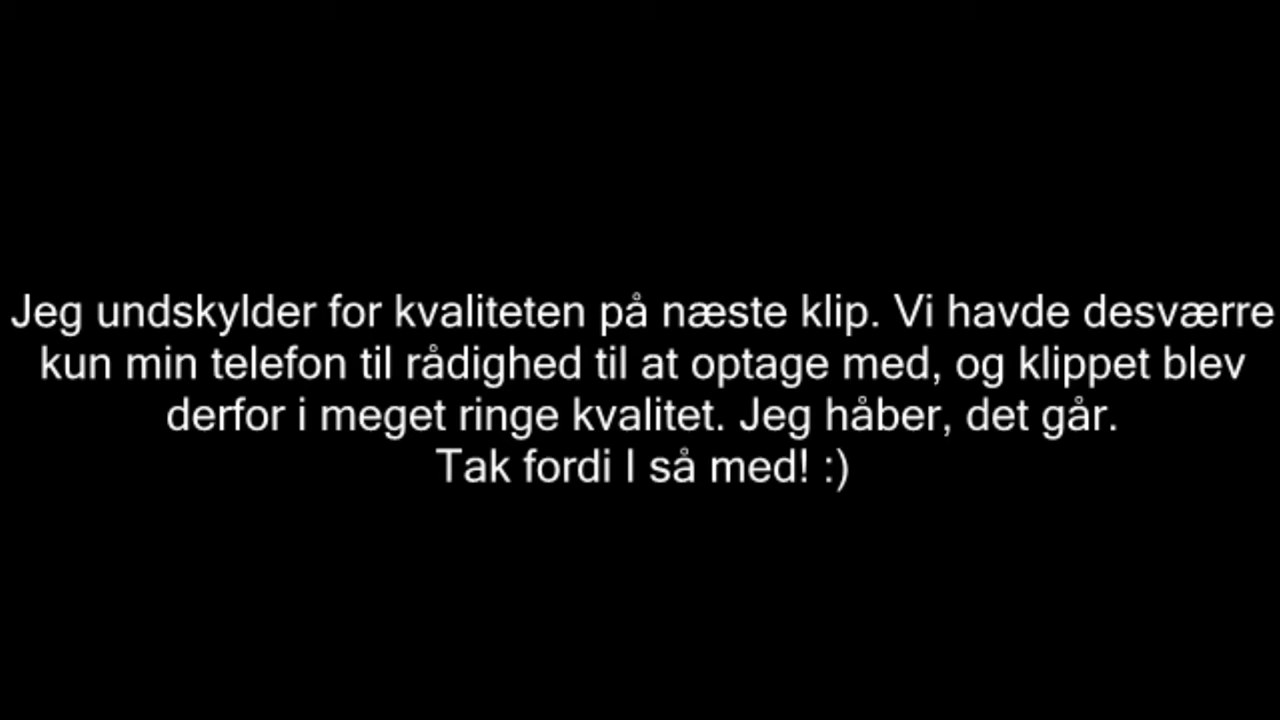 Jeg undskylder for kvaliteten på næste klip. Vi havde desværre
kun min telefon til rådighed til at optage med, og klippet blev
derfor i meget ringe kvalitet. Jeg håber, det går.
Tak fordi I så med! :)